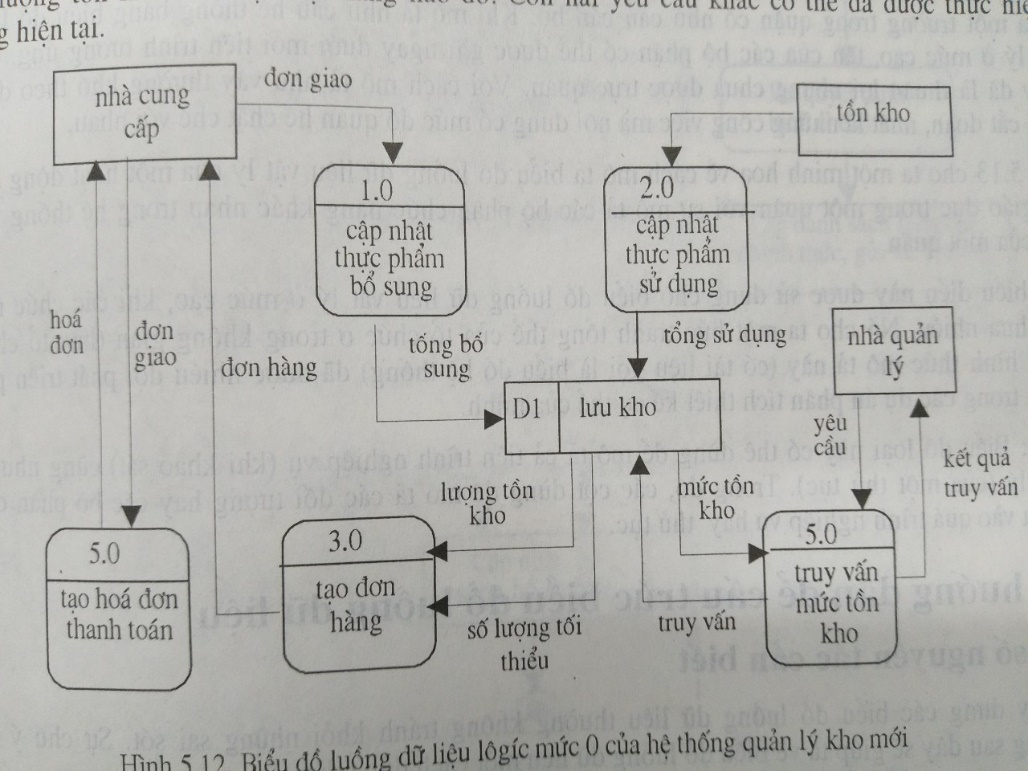 hiện tại.
nhà cung
cấp
đơn giao
tồn kho
1.0
cập nhật
thực phẩm
bổ sung
2.0
cập nhật
thực phẩm
sử dụng
hoá
đơn
đơn
giao
đơn hàng
tổng bổ
sung
tổng sử dụng
nhà quản
lý
D1 lưu kho
yêu
cầu
kết quả
truy vấn
lượng tồn
kho
mức tồn
kho
5.0
tạo hoá đơn
thanh toán
3.0
tạo đơn
hàng
số lượng tối
thiểu
truy vấn
5.0
truy vấn
mức tồn
kho
Hình 5.12 Biểu đồ luồng dữ liệu lôgíc mức 0 của hệ thống quản lý kho mới